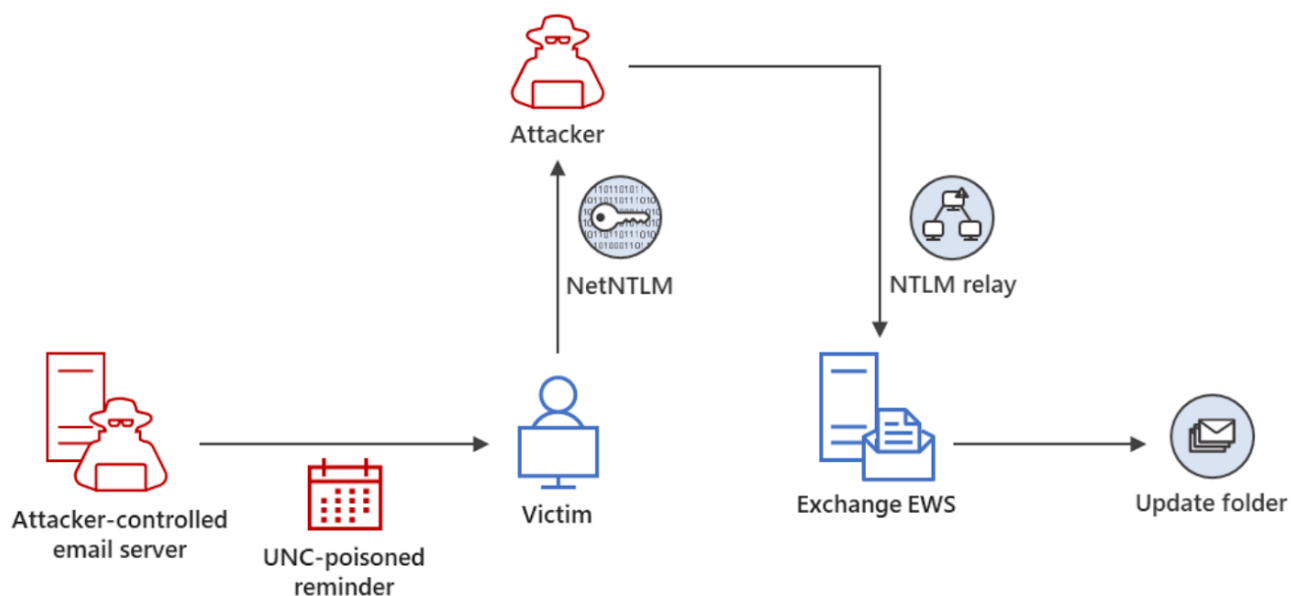 Attacker
NetNTLM
NTLM relay
Attacker-controlled
email server
UNC-poisoned
reminder
Victim
Exchange EWS
Update folder